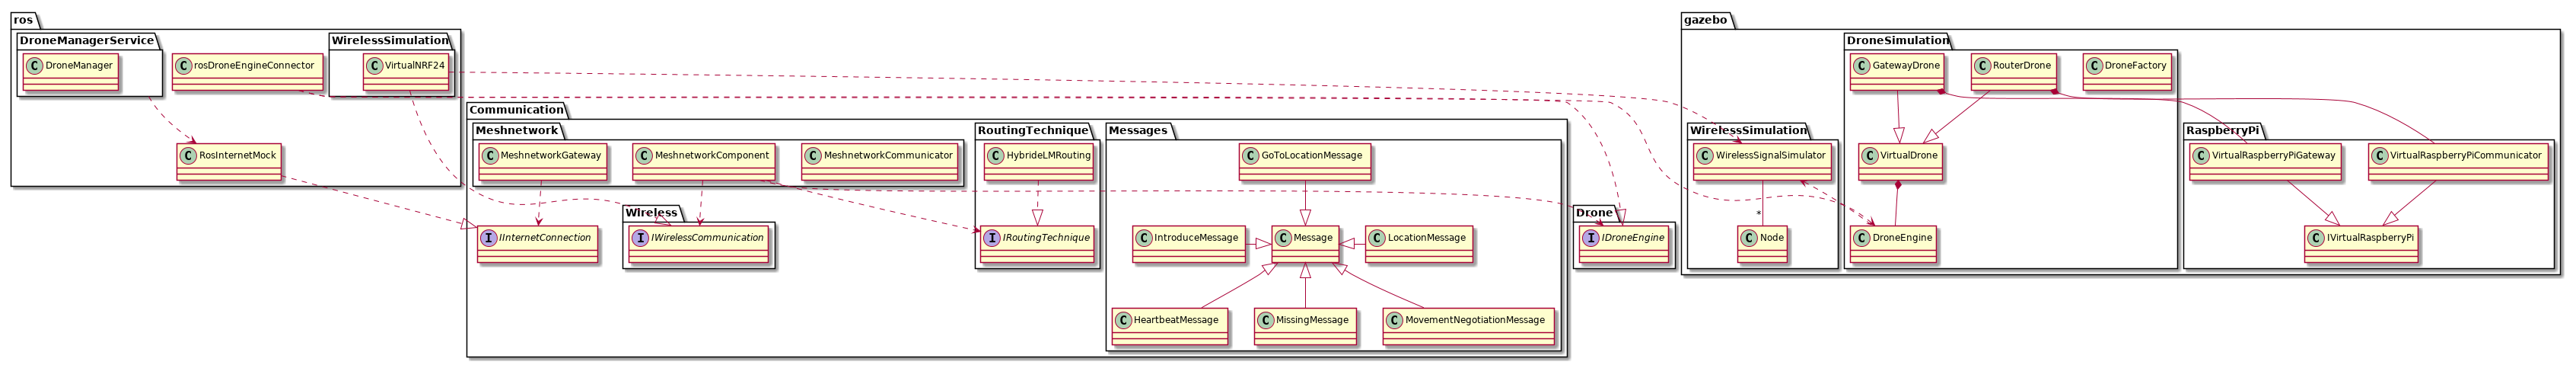 ros
DroneManagerService
C DroneManager
C rosDroneEngineConnector
WirelessSimulation
C VirtualNRF24
C RosInternetMock
Communication
Meshnetwork
C MeshnetworkGateway
C MeshnetworkComponent
C MeshnetworkCommunicator
RoutingTechnique
C HybrideLMRouting
I IRoutingTechnique
Wireless
I IWirelessCommunication
I IInternetConnection
Messages
C GoToLocationMessage
C IntroduceMessage
C Message
C LocationMessage
C HeartbeatMessage
C MissingMessage
C MovementNegotiationMessage
Drone
I IDroneEngine
gazebo
WirelessSimulation
C WirelessSignalSimulator
*
C Node
DroneSimulation
C GatewayDrone
C RouterDrone
C DroneFactory
C VirtualDrone
C DroneEngine
RaspberryPi
C VirtualRaspberryPiGateway
C VirtualRaspberryPiCommunicator
C IVirtualRaspberryPi